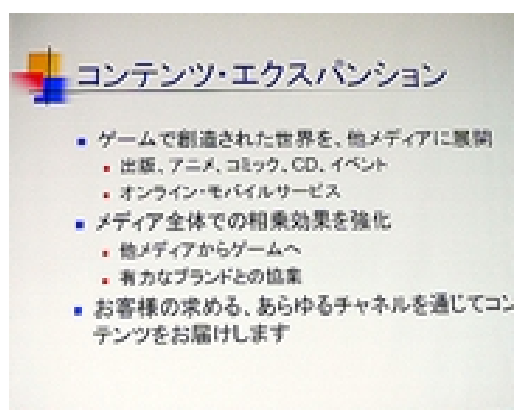 コンテンツ・エクスパンション
ゲームで創造された世界を、他メディアに展開
出版、アニメ、コミック、CD、イベント
オンライン・モバイルサービス
メディア全体での相乗効果を強化
他メディアからゲームへ
有力なブランドとの協業
お客様の求める、あらゆるチャネルを通じてコン
テンツをお届けします